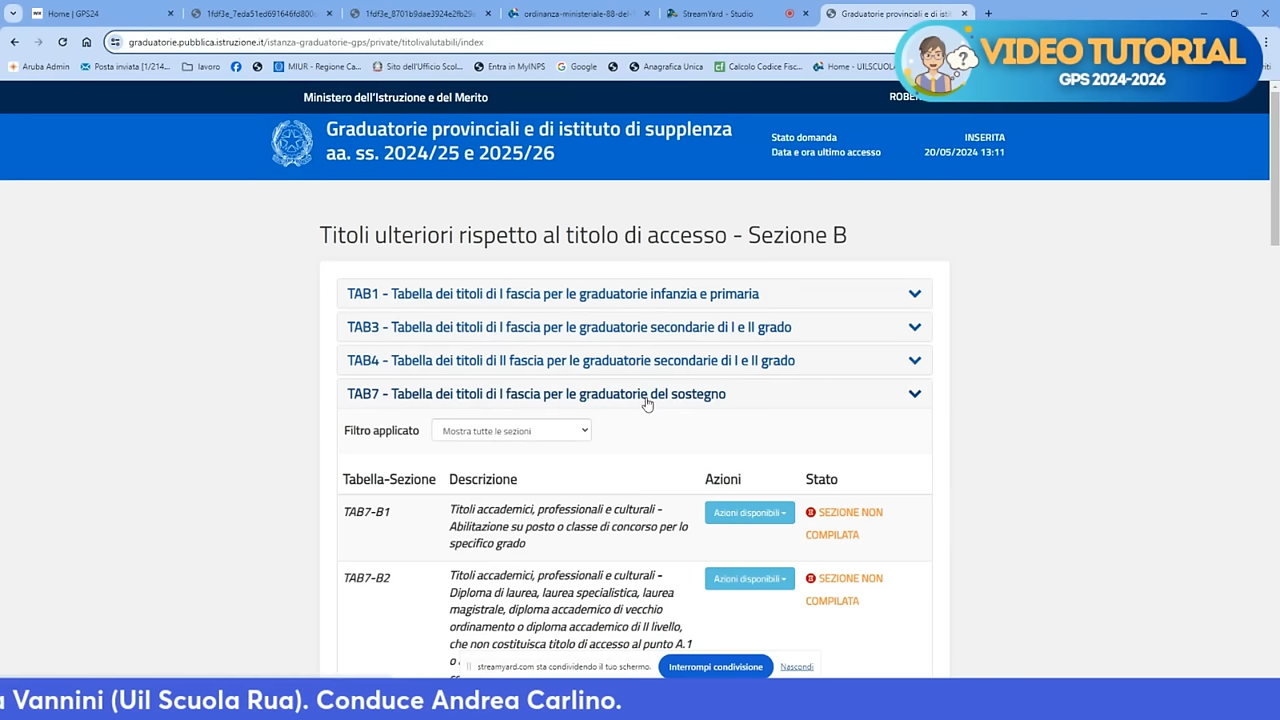 Home | GPS24
1fdf3e_7eda51ed691646fd800
1fdf3e_8701b9dae3924e2fb29
ordinanza-ministeriale-88-del
StreamYard - Studio
Graduatorie provinciali e di isti
graduatorie.pubblica.istruzione.it/istanza-graduatorie-gps/private/titolivalutabili/index
Aruba Admin
Posta inviata [1/214...
lavoro
MIUR - Regione Ca...
Sito dell'Ufficio Scol...
Entra in MyINPS
Google
Anagrafica Unica
Calcolo Codice Fisc...
Home - UILSCUOL
VIDEO TUTORIAL
GPS 2024-2026
Ministero dell'Istruzione e del Merito
ROBER
Graduatorie provinciali e di istituto di supplenza
aa. ss. 2024/25 e 2025/26
Stato domanda INSERITA
Data e ora ultimo accesso 20/05/2024 13:11
Titoli ulteriori rispetto al titolo di accesso - Sezione B
TAB1 - Tabella dei titoli di I fascia per le graduatorie infanzia e primaria
TAB3 - Tabella dei titoli di I fascia per le graduatorie secondarie di I e II grado
TAB4 - Tabella dei titoli di II fascia per le graduatorie secondarie di I e II grado
TAB7 - Tabella dei titoli di I fascia per le graduatorie del sostegno
Filtro applicato
Mostra tutte le sezioni
Tabella-Sezione Descrizione Azioni Stato
TAB7-B1
Titoli accademici, professionali e culturali -
Abilitazione su posto o classe di concorso per lo
specifico grado
Azioni disponibili
SEZIONE NON
COMPILATA
TAB7-B2
Titoli accademici, professionali e culturali -
Diploma di laurea, laurea specialistica, laurea
magistrale, diploma accademico di vecchio
ordinamento o diploma accademico di II livello,
che non costituisca titolo di accesso al punto A.1
Azioni disponibili
SEZIONE NON
COMPILATA
streamyard.com sta condividendo il tuo schermo.
Interrompi condivisione
Nascondi
a Vannini (Uil Scuola Rua). Conduce Andrea Carlino.